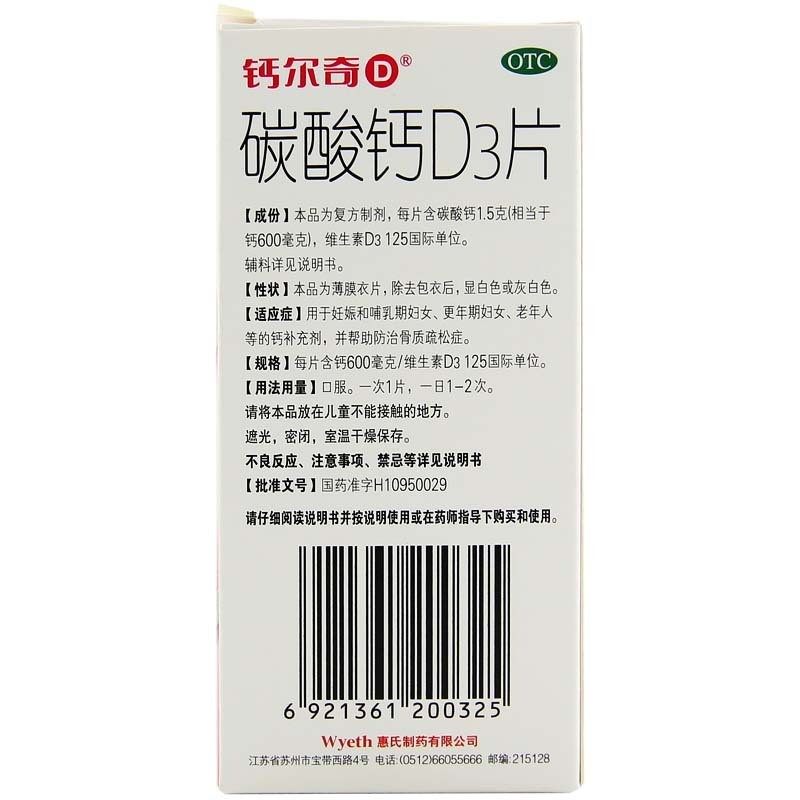 钙尔奇D®
OTC
碳酸钙D3片
【成份】本品为复方制剂，每片含碳酸钙1.5克(相当于
钙600毫克)，维生素D3 125国际单位。
辅料详见说明书。
【性状】本品为薄膜衣片，除去包衣后，显白色或灰白色。
【适应症】用于妊娠和哺乳期妇女、更年期妇女、老年人
等的钙补充剂，并帮助防治骨质疏松症。
【规格】每片含钙600毫克/维生素D3 125国际单位。
【用法用量】口服。一次1片，一日1-2次。
请将本品放在儿童不能接触的地方。
遮光，密闭，室温干燥保存。
不良反应、注意事项、禁忌等详见说明书
【批准文号】国药准字H10950029
请仔细阅读说明书并按说明使用或在药师指导下购买和使用。
6 921361 200325
Wyeth 惠氏制药有限公司
江苏省苏州市宝带西路4号 电话:(0512)66055666 邮编:215128